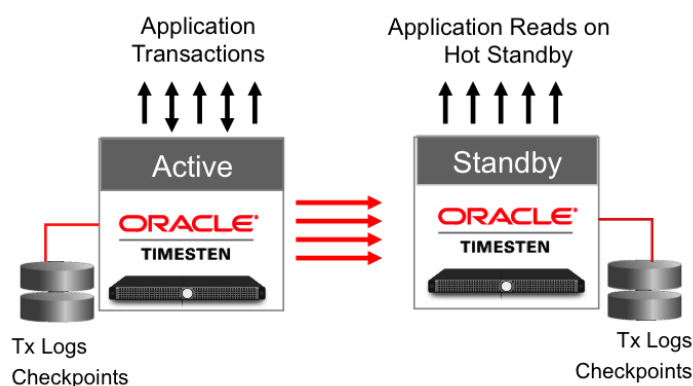 Application
Transactions
Application Reads on
Hot Standby
Active
Standby
ORACLE®
TIMESTEN
ORACLE®
TIMESTEN
Tx Logs
Checkpoints
Tx Logs
Checkpoints